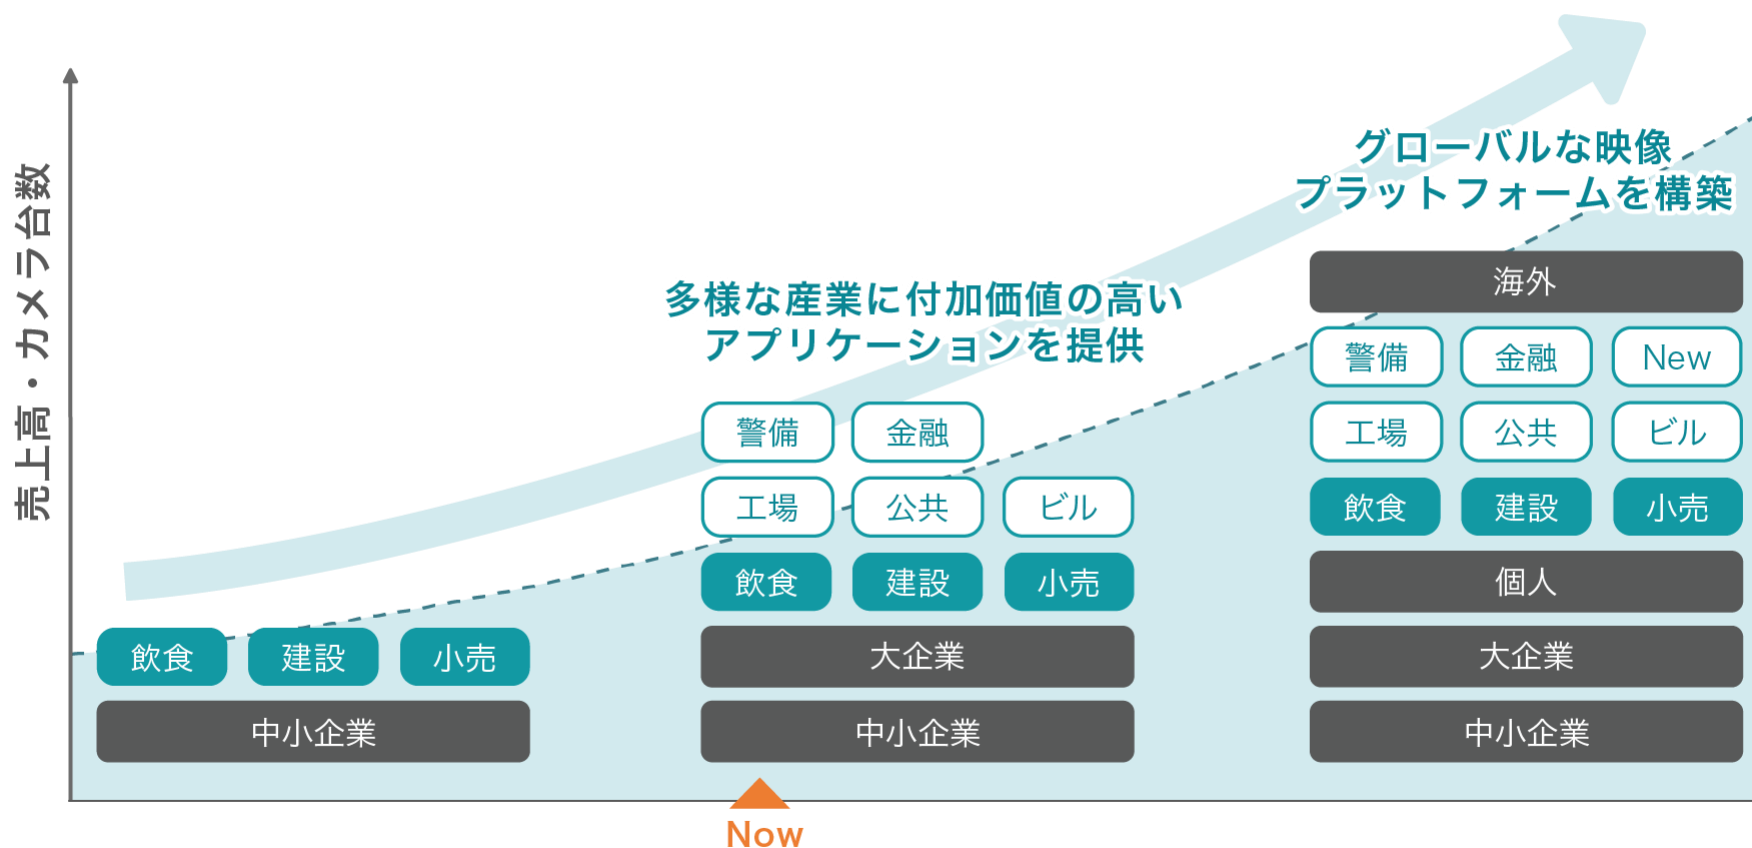 売上高・カメラ台数
飲食 建設 小売
中小企業
多様な産業に付加価値の高い
アプリケーションを提供
警備 金融
工場 公共 ビル
飲食 建設 小売
大企業
中小企業
Now
グローバルな映像
プラットフォームを構築
海外
警備 金融 New
工場 公共 ビル
飲食 建設 小売
個人
大企業
中小企業